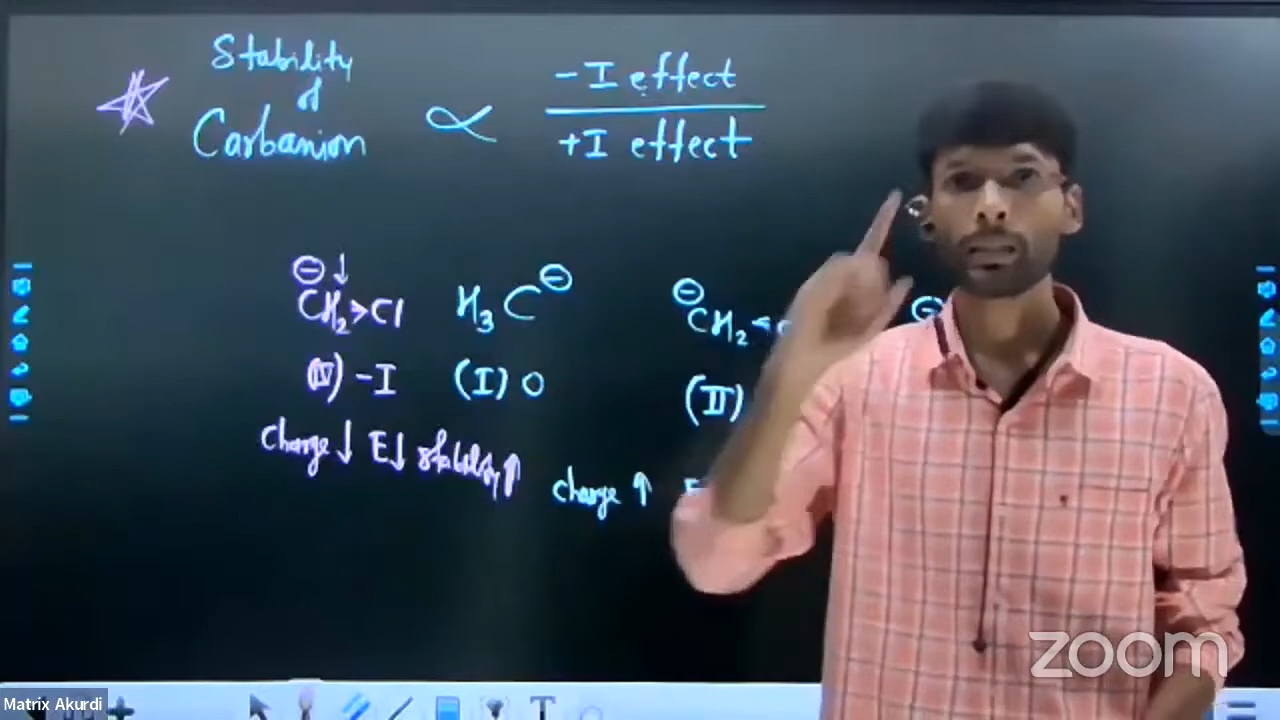 Stability
of
Carbanion ∝ -I effect
+I effect
⊖ ↓
CH₂>Cl
H₃C⊖
⊖
CH₂<
⊖
(IV) -I
(I) 0
(II)
Charge ↓ E↓ stability ↑
charge ↑
zoom
Matrix Akurdi
T